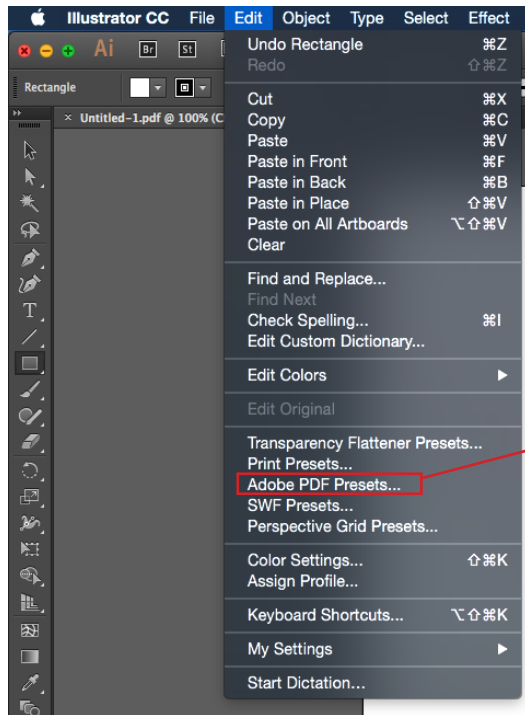 Illustrator CC File Edit Object Type Select Effect
Ai Br St
Rectangle
× Untitled-1.pdf @ 100% (C
Undo Rectangle ⌘Z
Redo ⇧⌘Z
Cut ⌘X
Copy ⌘C
Paste ⌘V
Paste in Front ⌘F
Paste in Back ⌘B
Paste in Place ⇧⌘V
Paste on All Artboards ⌥⇧⌘V
Clear
Find and Replace...
Find Next
Check Spelling... ⌘I
Edit Custom Dictionary...
Edit Colors
Edit Original
Transparency Flattener Presets...
Print Presets...
Adobe PDF Presets...
SWF Presets...
Perspective Grid Presets...
Color Settings... ⇧⌘K
Assign Profile...
Keyboard Shortcuts... ⌥⇧⌘K
My Settings
Start Dictation...